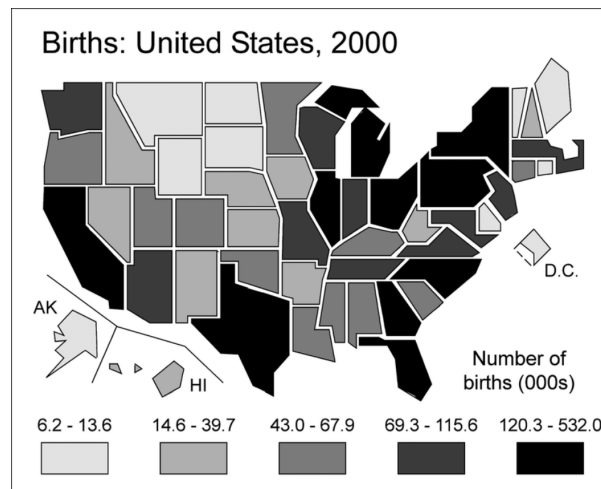 Births: United States, 2000
D.C.
AK
HI
Number of
births (000s)
6.2 - 13.6
14.6 - 39.7
43.0 - 67.9
69.3 - 115.6
120.3 - 532.0